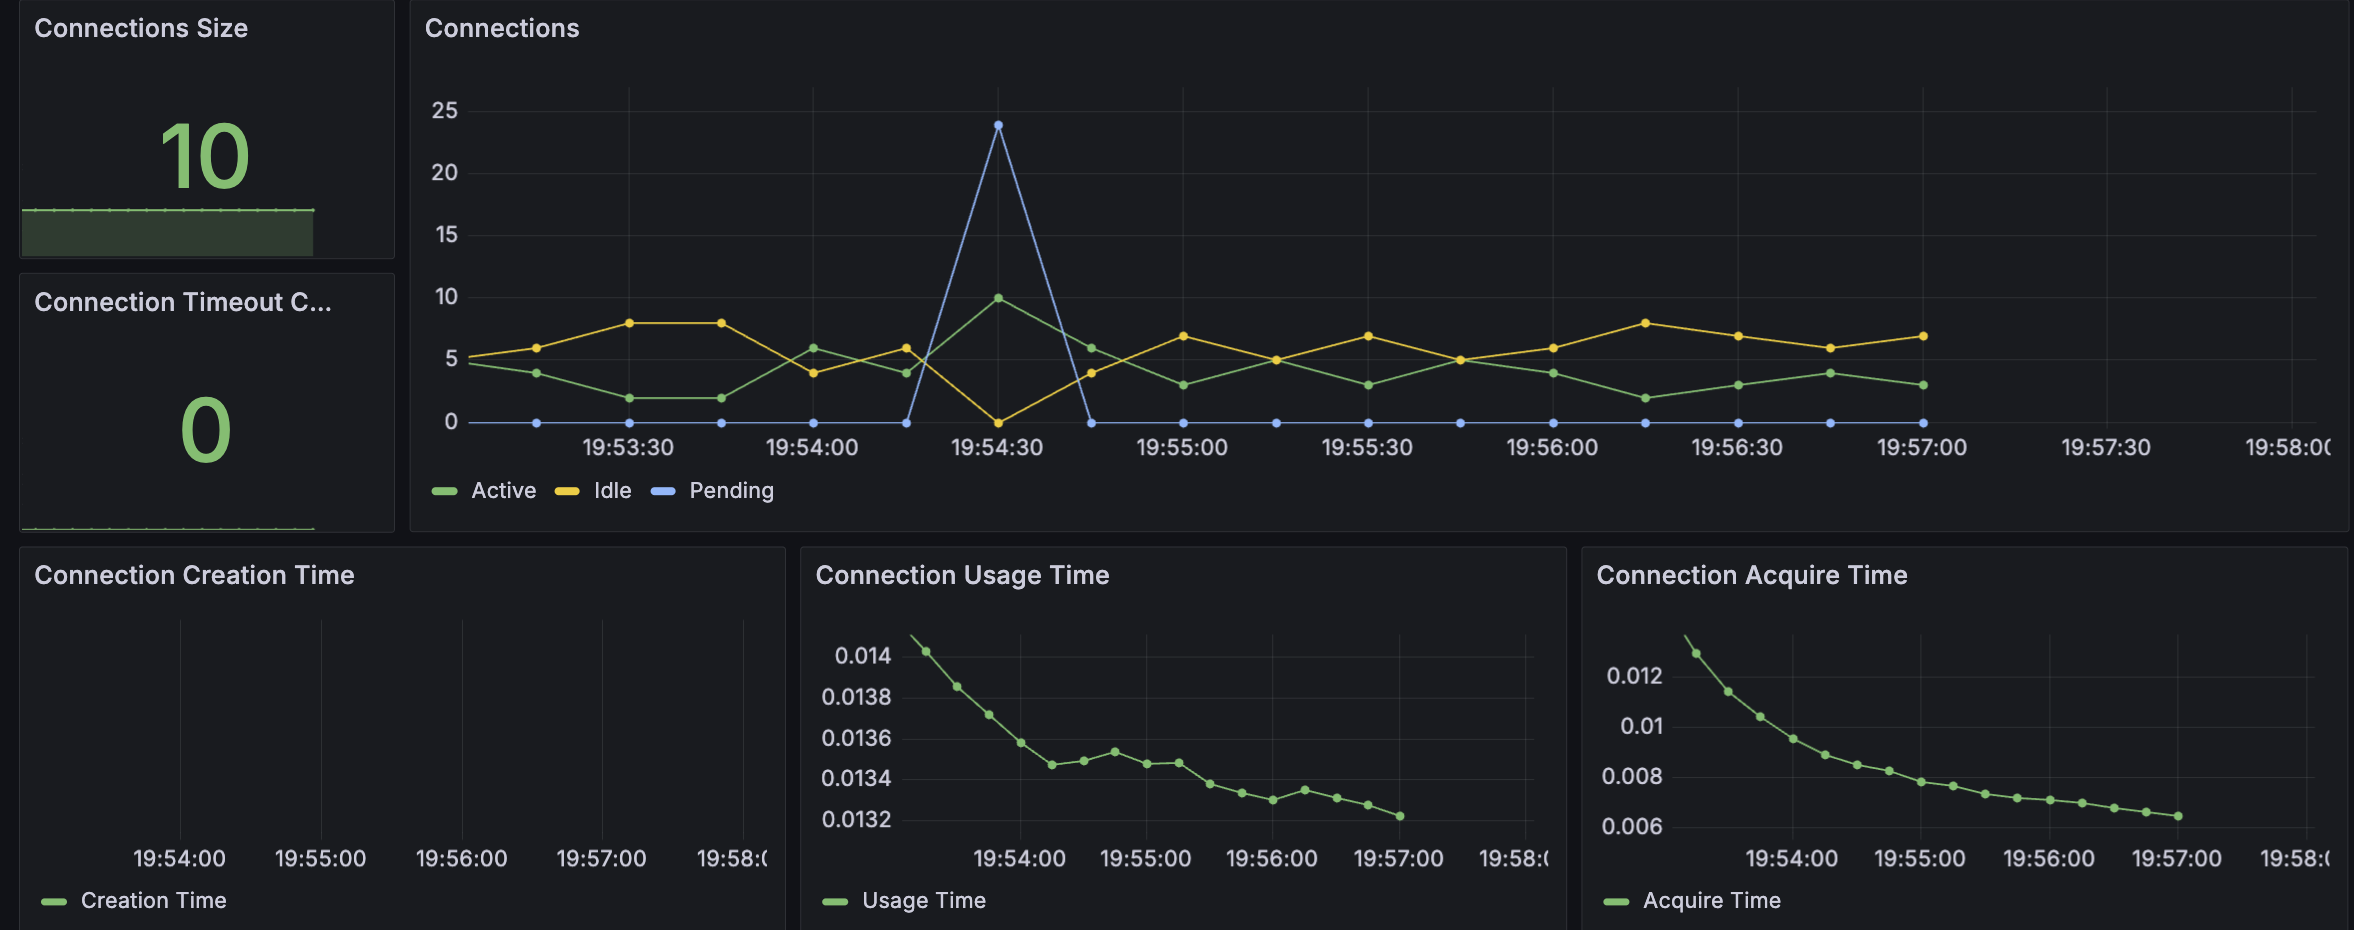 Connections Size
10
Connection Timeout C...
0
Connections
25
20
15
10
5
0
19:53:30 19:54:00 19:54:30 19:55:00 19:55:30 19:56:00 19:56:30 19:57:00 19:57:30 19:58:0
Active Idle Pending
Connection Creation Time
19:54:00 19:55:00 19:56:00 19:57:00 19:58:
Creation Time
Connection Usage Time
0.014
0.0138
0.0136
0.0134
0.0132
19:54:00 19:55:00 19:56:00 19:57:00 19:58:
Usage Time
Connection Acquire Time
0.012
0.01
0.008
0.006
19:54:00 19:55:00 19:56:00 19:57:00 19:58:
Acquire Time